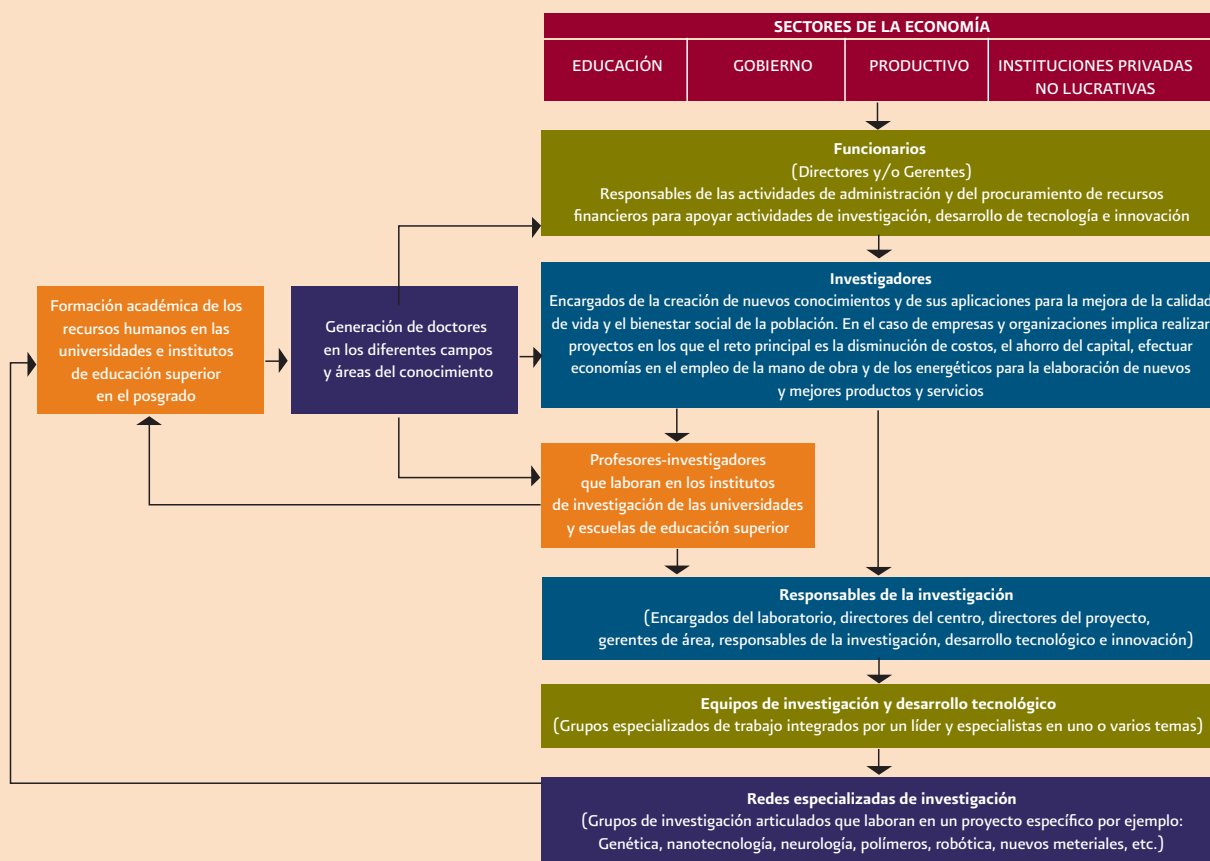 SECTORES DE LA ECONOMÍA
EDUCACIÓN
GOBIERNO
PRODUCTIVO
INSTITUCIONES PRIVADAS
NO LUCRATIVAS
Funcionarios
(Directores y/o Gerentes)
Responsables de las actividades de administración y del procuramiento de recursos
financieros para apoyar actividades de investigación, desarrollo de tecnología e innovación
Formación académica de los
recursos humanos en las
universidades e institutos
de educación superior
en el posgrado
Generación de doctores
en los diferentes campos
y áreas del conocimiento
Investigadores
Encargados de la creación de nuevos conocimientos y de sus aplicaciones para la mejora de la calidad
de vida y el bienestar social de la población. En el caso de empresas y organizaciones implica realizar
proyectos en los que el reto principal es la disminución de costos, el ahorro del capital, efectuar
economías en el empleo de la mano de obra y de los energéticos para la elaboración de nuevos
y mejores productos y servicios
Profesores-investigadores
que laboran en los institutos
de investigación de las universidades
y escuelas de educación superior
Responsables de la investigación
(Encargados del laboratorio, directores del centro, directores del proyecto,
gerentes de área, responsables de la investigación, desarrollo tecnológico e innovación)
Equipos de investigación y desarrollo tecnológico
(Grupos especializados de trabajo integrados por un líder y especialistas en uno o varios temas)
Redes especializadas de investigación
(Grupos de investigación articulados que laboran en un proyecto específico por ejemplo:
Genética, nanotecnología, neurología, polímeros, robótica, nuevos meteriales, etc.)